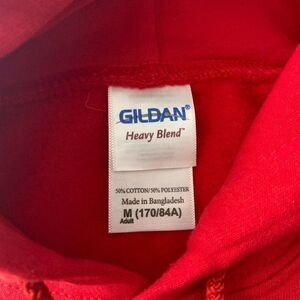 GILDAN
Heavy Blend™
50% COTTON/50% POLYESTER
Made in Bangladesh
M (170/84A)
Adult